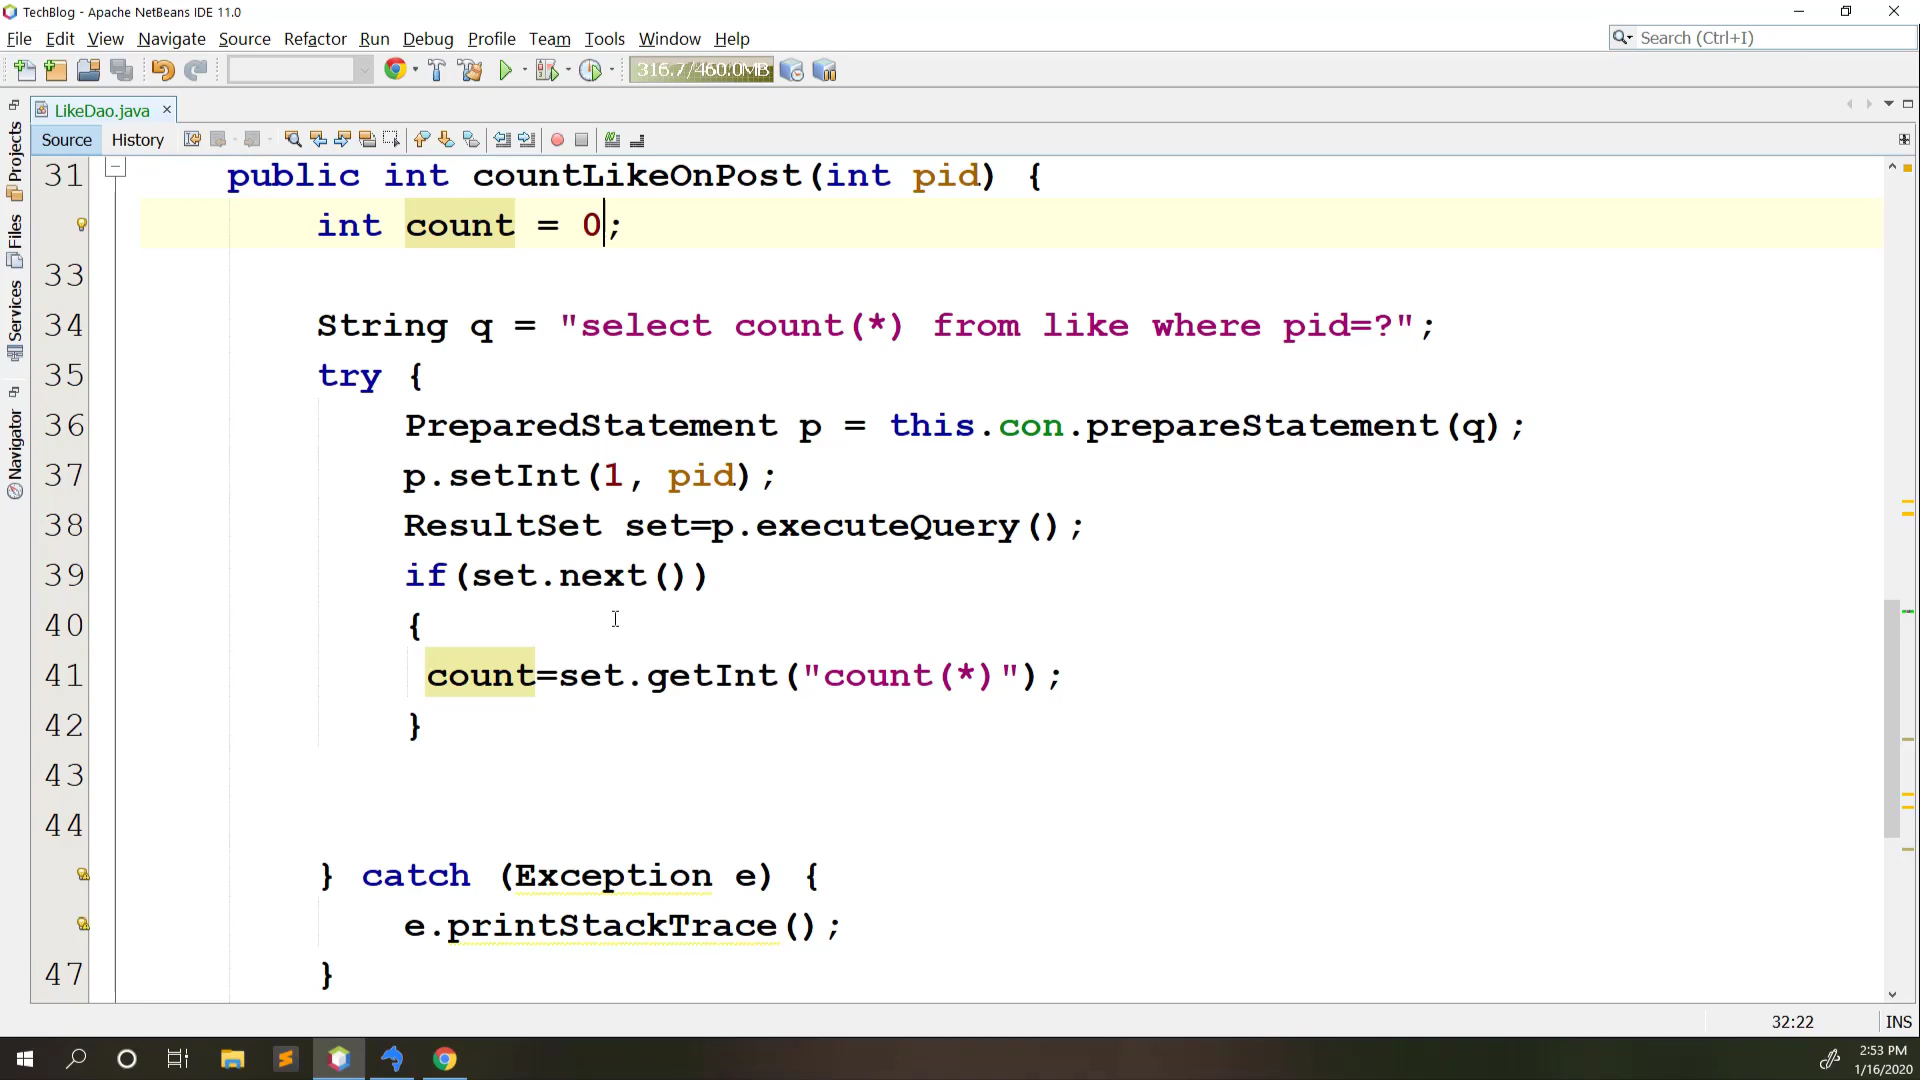 TechBlog - Apache NetBeans IDE 11.0
File Edit View Navigate Source Refactor Run Debug Profile Team Tools Window Help
Search (Ctrl+I)
316.7/460.0MB
LikeDao.java
Source History
Projects
Files
Services
Navigator
31 public int countLikeOnPost(int pid) {
int count = 0;
33
34 String q = "select count(*) from like where pid=?";
35 try {
36 PreparedStatement p = this.con.prepareStatement(q);
37 p.setInt(1, pid);
38 ResultSet set=p.executeQuery();
39 if(set.next())
40 {
41 count=set.getInt("count(*)");
42 }
43
44
} catch (Exception e) {
e.printStackTrace();
47 }
32:22 INS
2:53 PM
1/16/2020